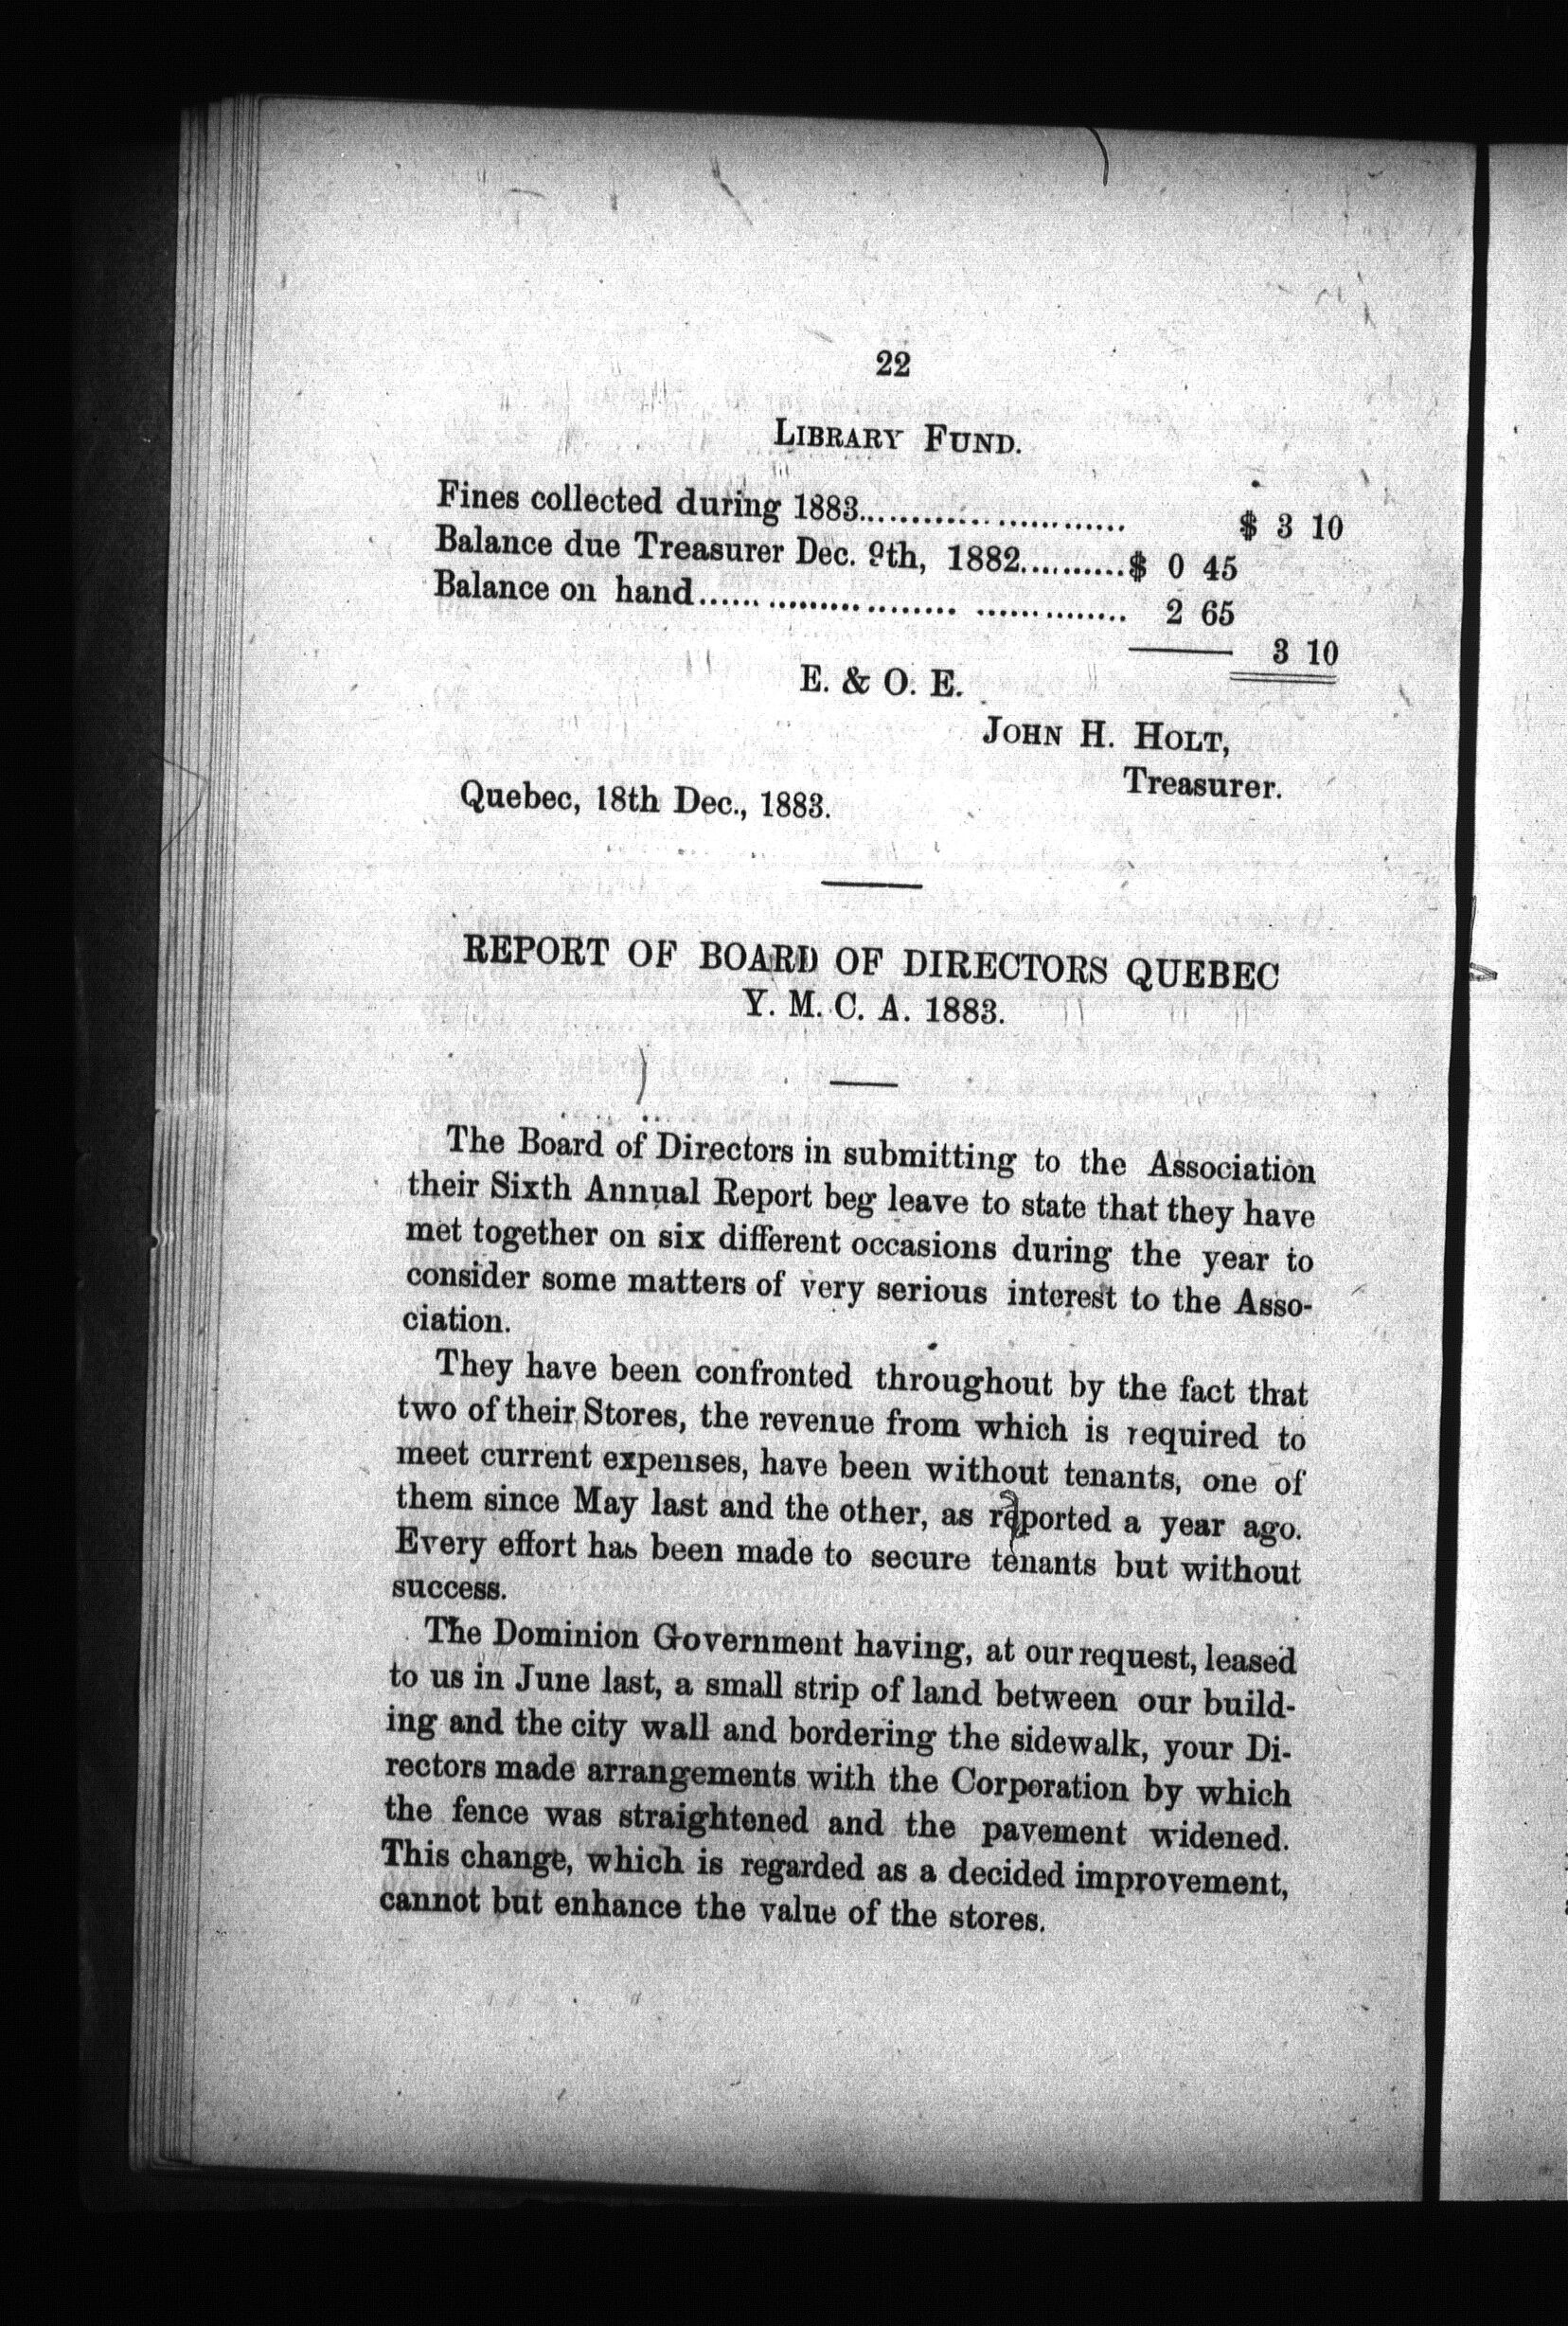 22
LIBRARY FUND.
Fines collected during 1883........................ $ 3 10
Balance due Treasurer Dec. 9th, 1882..........$ 0 45
Balance on hand.................................... 2 65
3 10
E. & O. E.
JOHN H. HOLT,
Treasurer.
Quebec, 18th Dec., 1883.
REPORT OF BOARD OF DIRECTORS QUEBEC
Y. M. C. A. 1883.
The Board of Directors in submitting to the Association
their Sixth Annual Report beg leave to state that they have
met together on six different occasions during the year to
consider some matters of very serious interest to the Asso-
ciation.
They have been confronted throughout by the fact that
two of their Stores, the revenue from which is required to
meet current expenses, have been without tenants, one of
them since May last and the other, as reported a year ago.
Every effort has been made to secure tenants but without
success.
The Dominion Government having, at our request, leased
to us in June last, a small strip of land between our build-
ing and the city wall and bordering the sidewalk, your Di-
rectors made arrangements with the Corporation by which
the fence was straightened and the pavement widened.
This change, which is regarded as a decided improvement,
cannot but enhance the value of the stores.